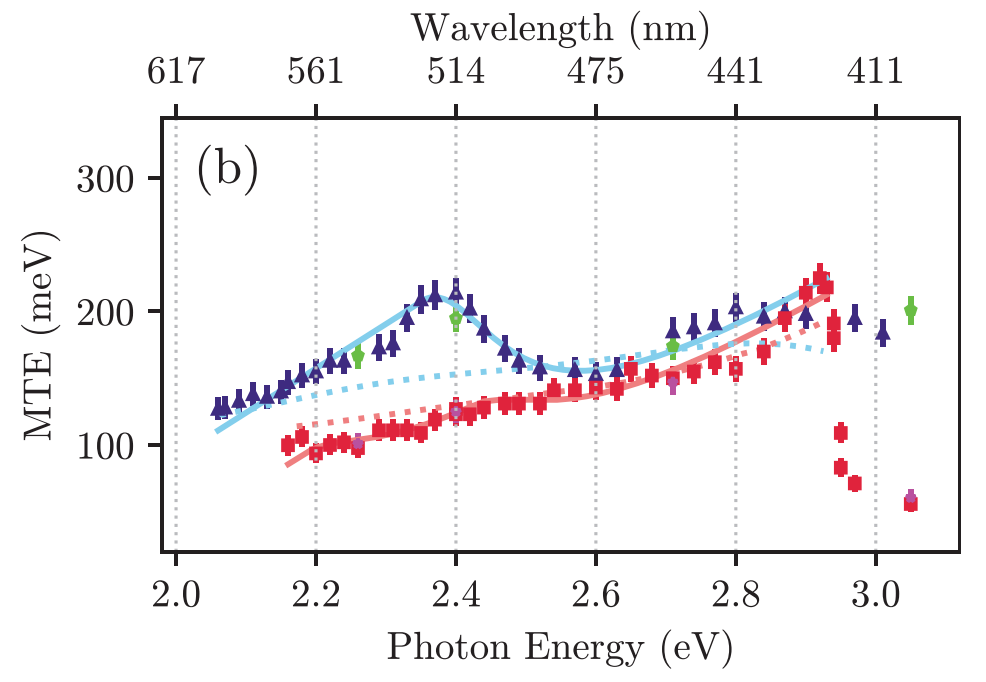 Wavelength (nm)
617 561 514 475 441 411
(b)
300
200
100
MTE (meV)
2.0 2.2 2.4 2.6 2.8 3.0
Photon Energy (eV)